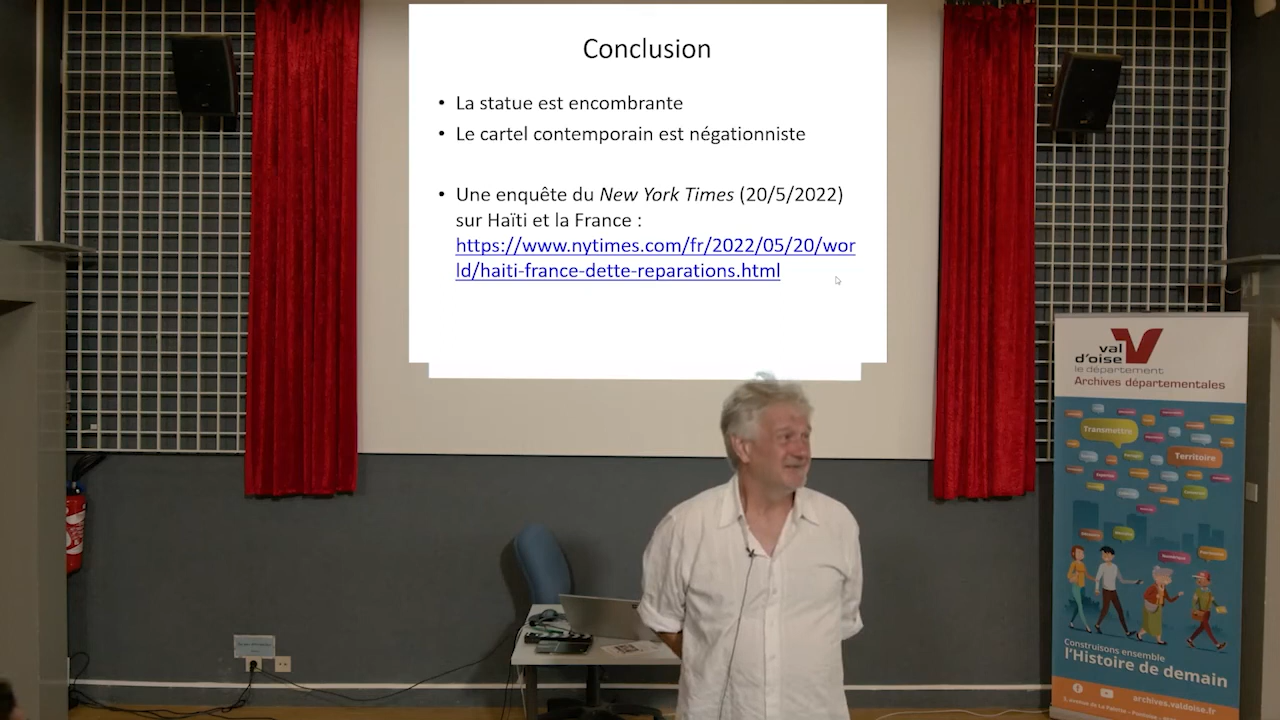 Conclusion
• La statue est encombrante
• Le cartel contemporain est négationniste
• Une enquête du New York Times (20/5/2022)
sur Haïti et la France :
https://www.nytimes.com/fr/2022/05/20/wor
ld/haiti-france-dette-reparations.html
val
d'oise
le département
Archives départementales
Transmettre
Territoire
Construisons ensemble
l'Histoire de demain
archives.valdoise.fr